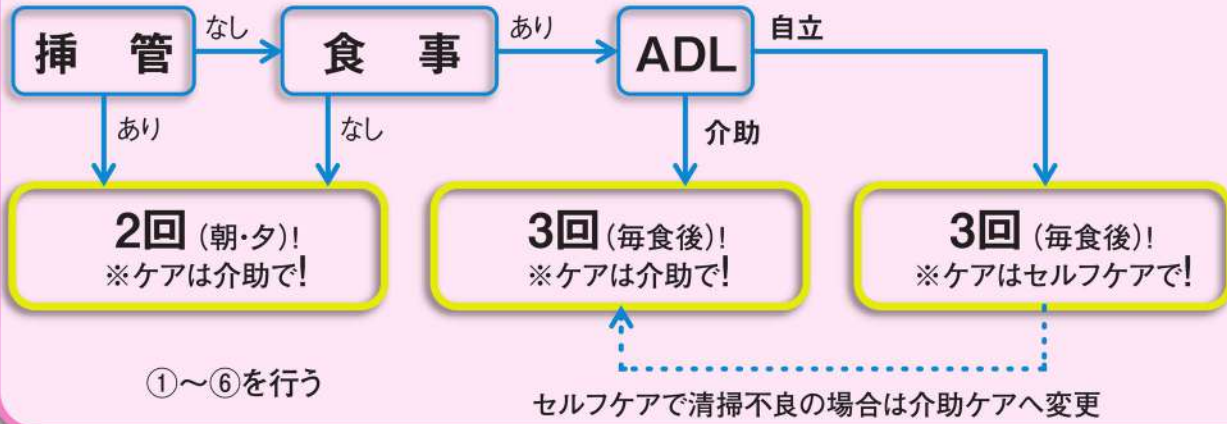 挿 管
なし
食 事
あり
ADL
自立
あり
なし
介助
2回 (朝・夕)!
※ケアは介助で!
3回 (毎食後)!
※ケアは介助で!
3回 (毎食後)!
※ケアはセルフケアで!
①～⑥を行う
セルフケアで清掃不良の場合は介助ケアへ変更